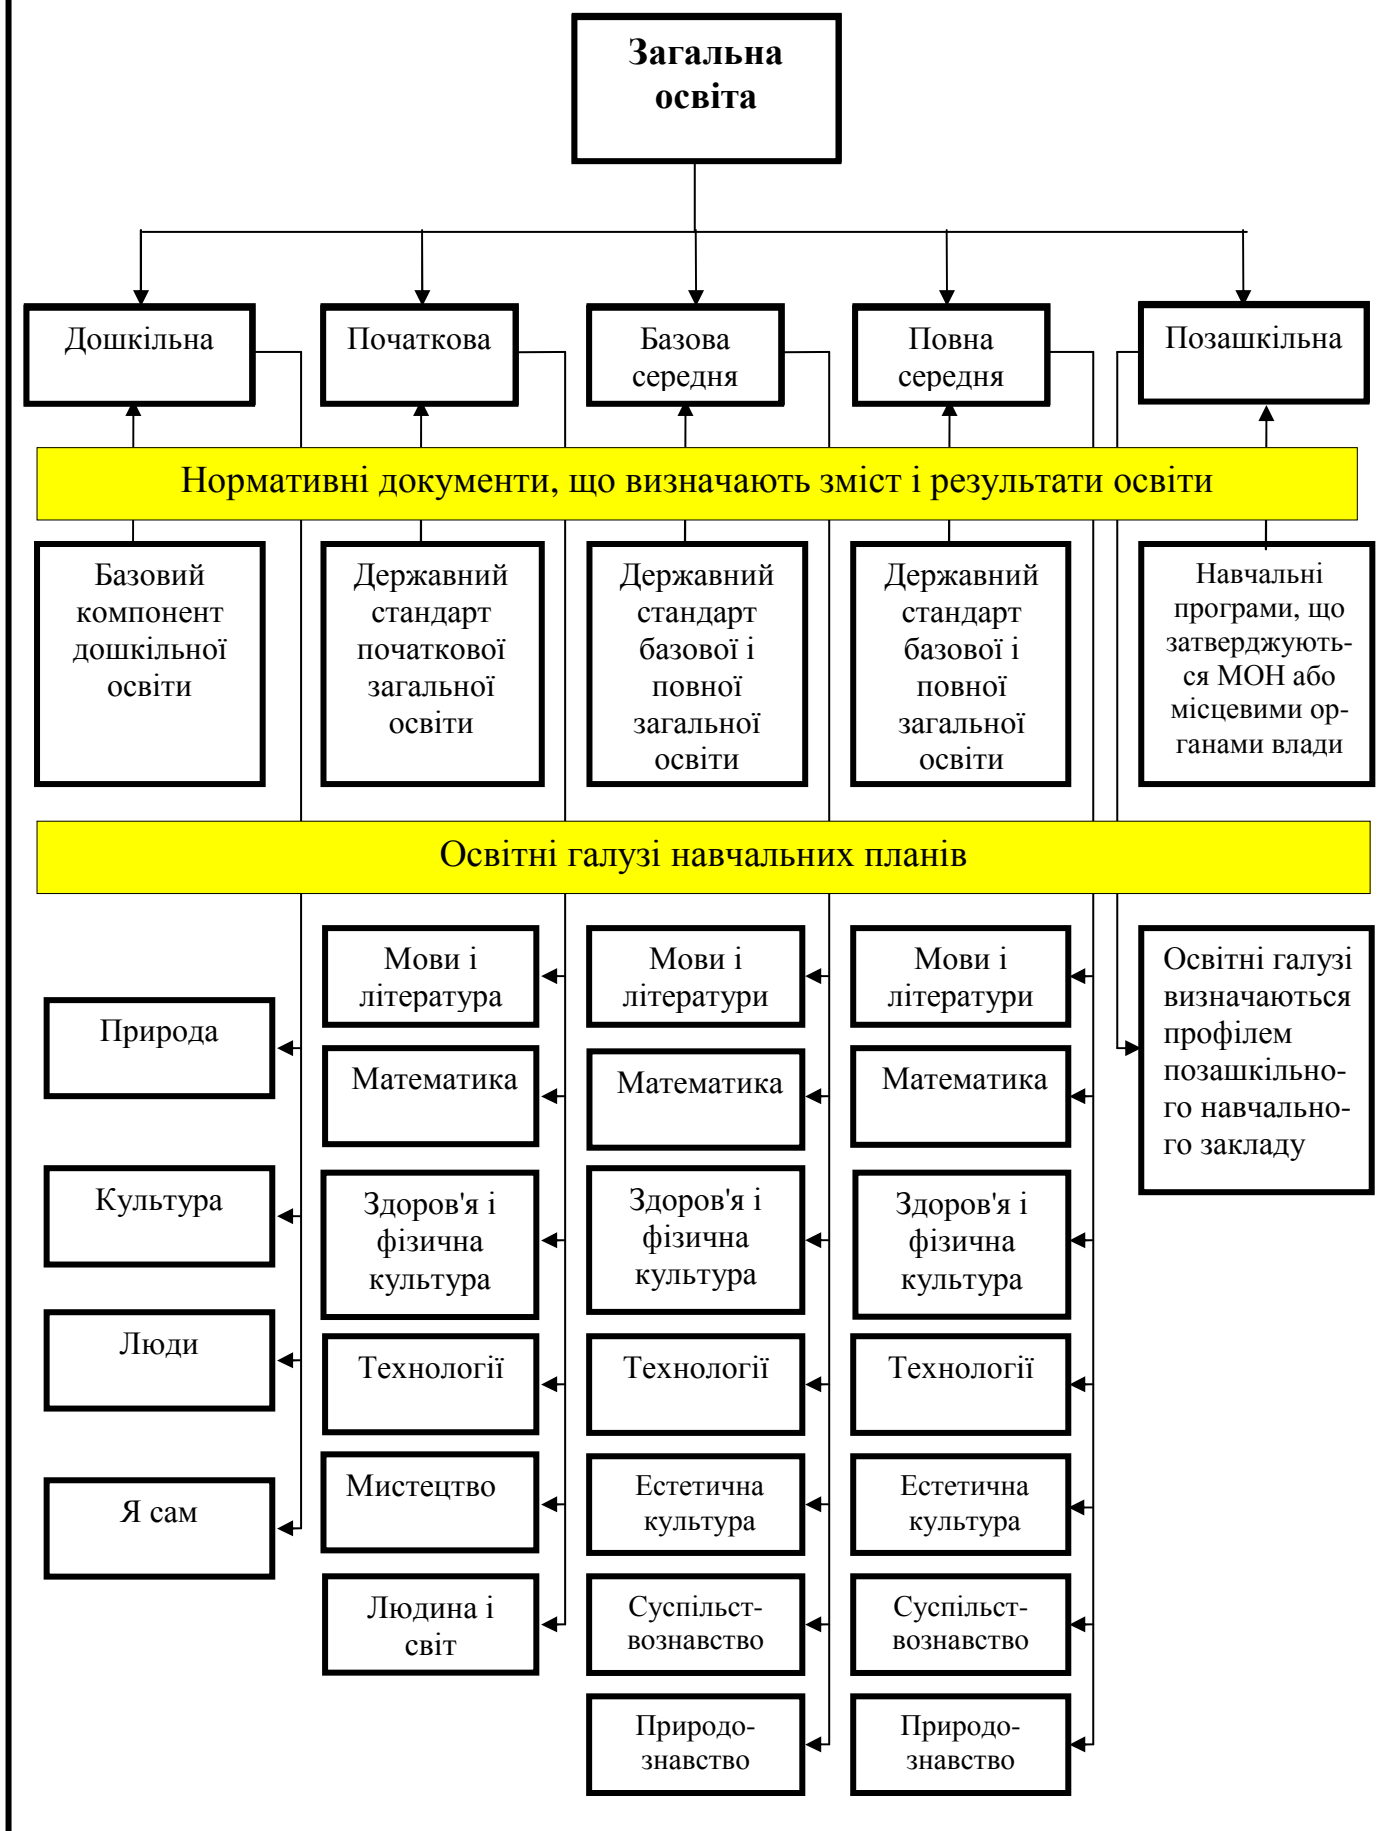 Загальна
освіта
Дошкільна
Початкова
Базова
середня
Повна
середня
Позашкільна
Нормативні документи, що визначають зміст і результати освіти
Базовий
компонент
дошкільної
освіти
Державний
стандарт
початкової
загальної
освіти
Державний
стандарт
базової і
повної
загальної
освіти
Державний
стандарт
базової і
повної
загальної
освіти
Навчальні
програми, що
затверджують-
ся МОН або
місцевими ор-
ганами влади
Освітні галузі навчальних планів
Природа
Культура
Люди
Я сам
Мови і
література
Математика
Здоров'я і
фізична
культура
Технології
Мистецтво
Людина і
світ
Мови і
літератури
Математика
Здоров'я і
фізична
культура
Технології
Естетична
культура
Суспільст-
вознавство
Природо-
знавство
Мови і
літератури
Математика
Здоров'я і
фізична
культура
Технології
Естетична
культура
Суспільст-
вознавство
Природо-
знавство
Освітні галузі
визначаються
профілем
позашкільно-
го навчально-
го закладу